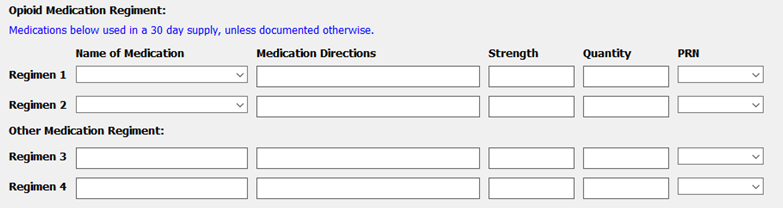 Opioid Medication Regiment:
Medications below used in a 30 day supply, unless documented otherwise.
Name of Medication Medication Directions Strength Quantity PRN
Regimen 1
Regimen 2
Other Medication Regiment:
Regimen 3
Regimen 4